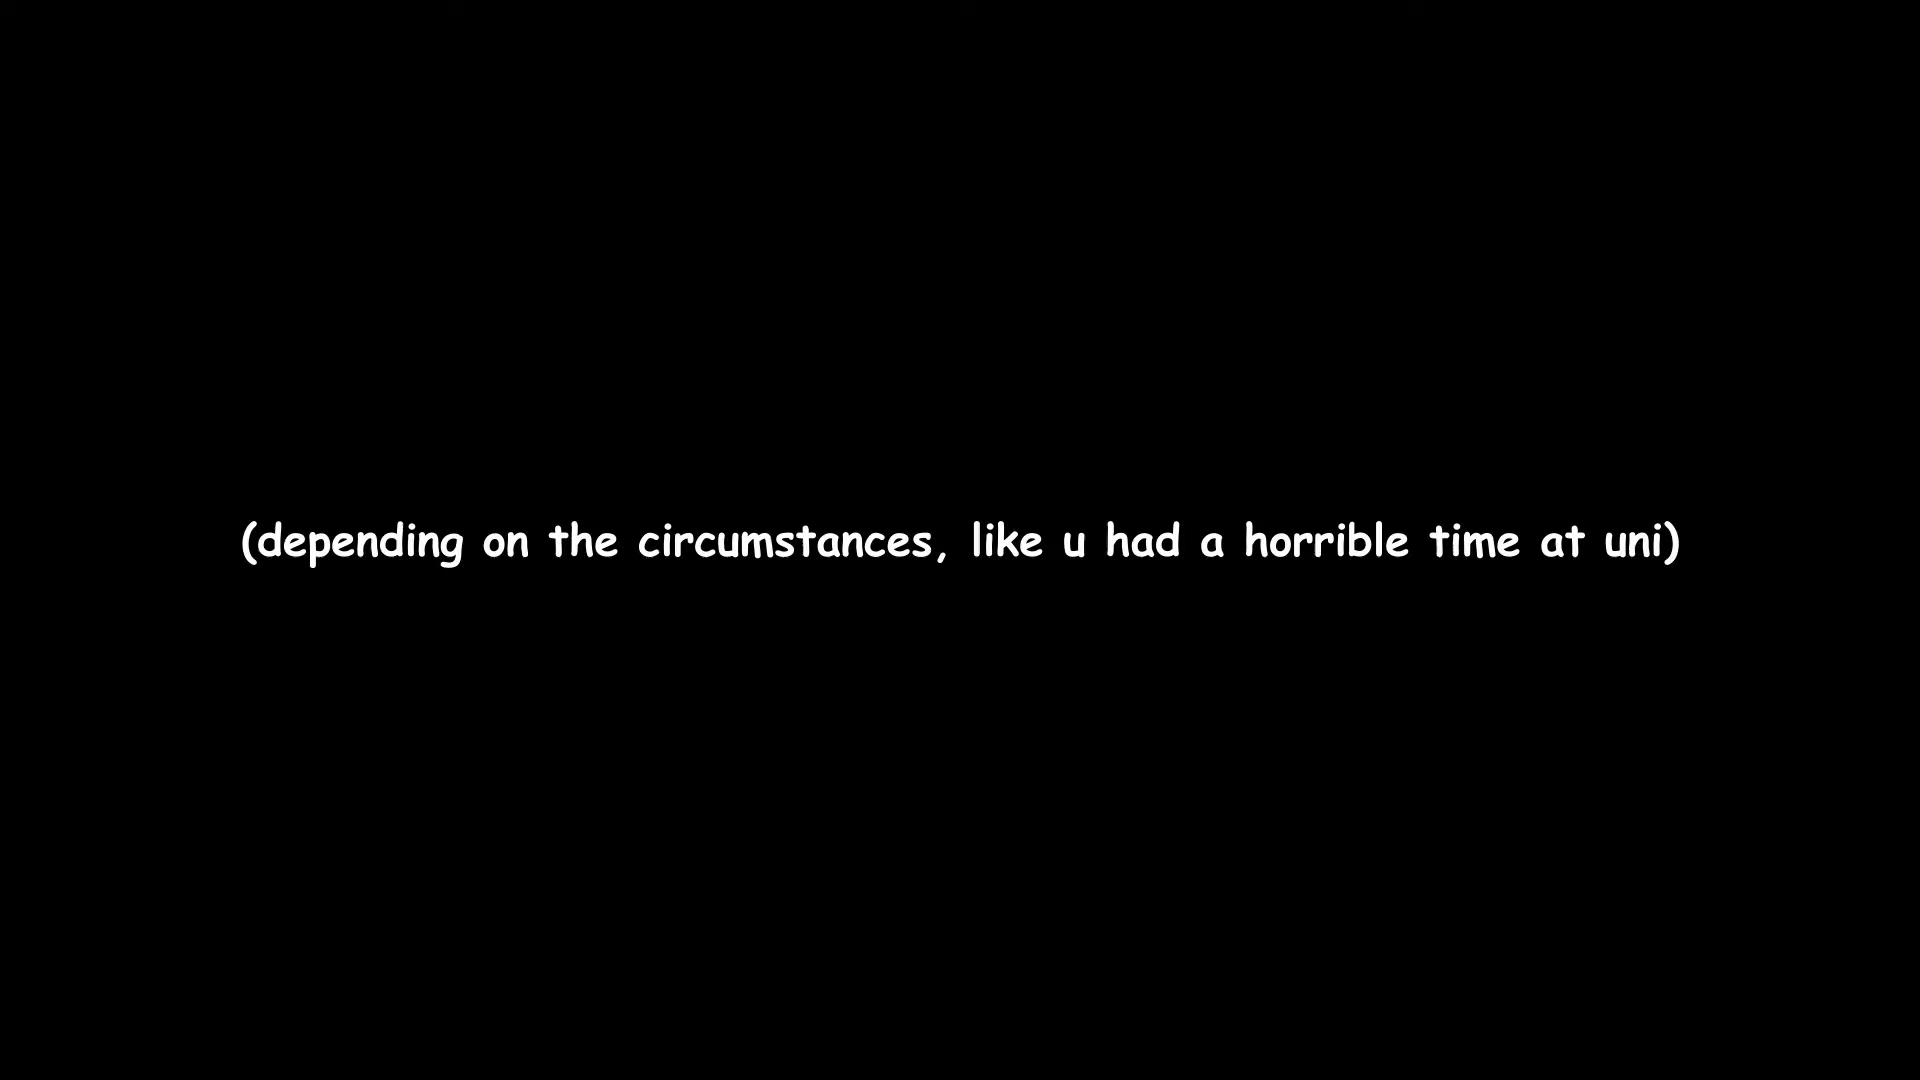 (depending on the circumstances, like u had a horrible time at uni)